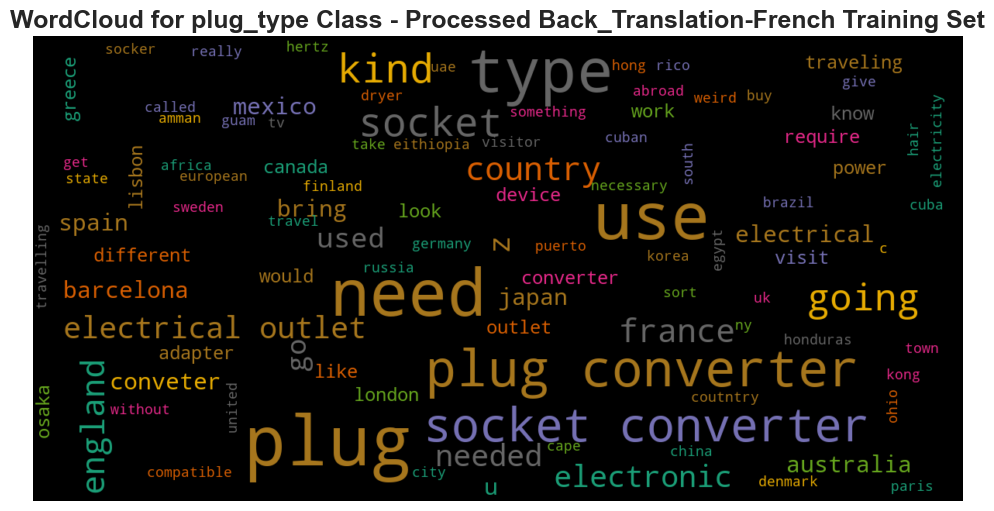 WordCloud for plug_type Class - Processed Back_Translation-French Training Set
socker
really
hertz
kind
uae
type
hong
rico
traveling
greece
dryer
abroad
weird
buy
give
called
mexico
amman
guam
tv
socket
something
work
know
take
eithiopia
visitor
cuban
require
hair
electricity
get
state
lisbon
africa
european
canada
finland
country
device
necessary
south
power
sweden
bring
travel
look
use
brazil
cuba
spain
used
germany
z
puerto
korea
egypt
electrical
c
travelling
different
would
russia
converter
sort
visit
barcelona
need
japan
uk
going
electrical outlet
go
outlet
france
ny
honduras
adapter
town
conveter
like
plug converter
kong
england
without
united
london
country
coutntry
ohio
osaka
plug
socket converter
needed
cape
china
compatible
city
u
electronic
australia
denmark
paris